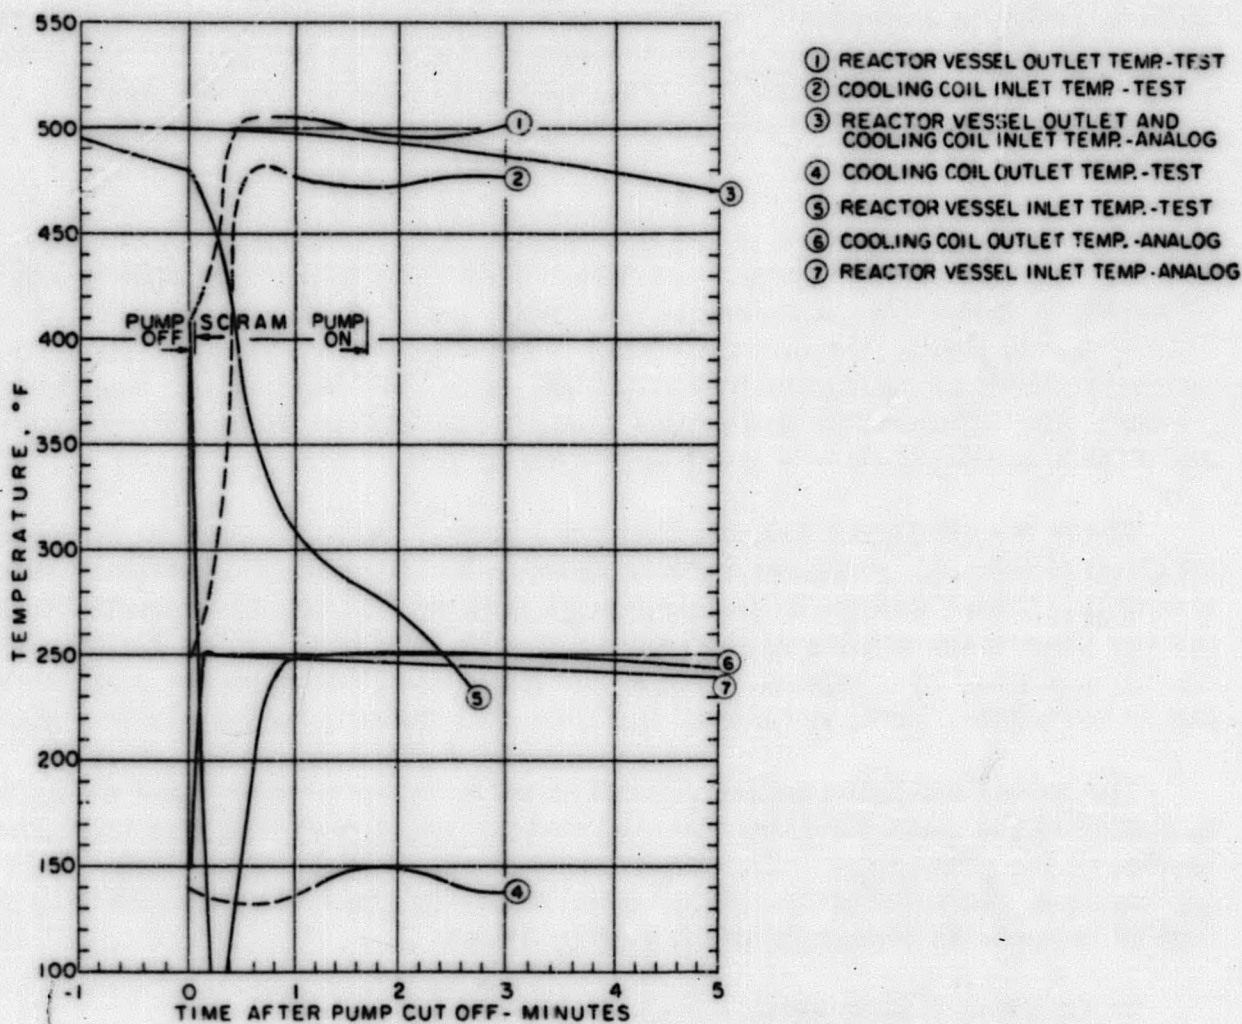 550
500
450
400
350
300
250
200
150
100
TEMPERATURE, °F
-1 0 1 2 3 4 5
TIME AFTER PUMP CUT OFF - MINUTES
PUMP OFF
SCRAM
PUMP ON
1
2
3
4
5
6
7
① REACTOR VESSEL OUTLET TEMP.-TEST
② COOLING COIL INLET TEMP. - TEST
③ REACTOR VESSEL OUTLET AND
COOLING COIL INLET TEMP.-ANALOG
④ COOLING COIL OUTLET TEMP.-TEST
⑤ REACTOR VESSEL INLET TEMP.-TEST
⑥ COOLING COIL OUTLET TEMP.-ANALOG
⑦ REACTOR VESSEL INLET TEMP-ANALOG